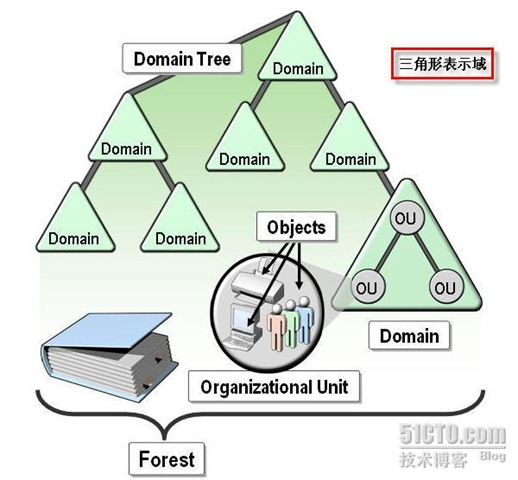 Domain Tree
Domain
三角形表示域
Domain
Domain
Domain
Domain
Domain
OU
OU
OU
Objects
Domain
Organizational Unit
Forest
51CTO.com
技术博客 Blog